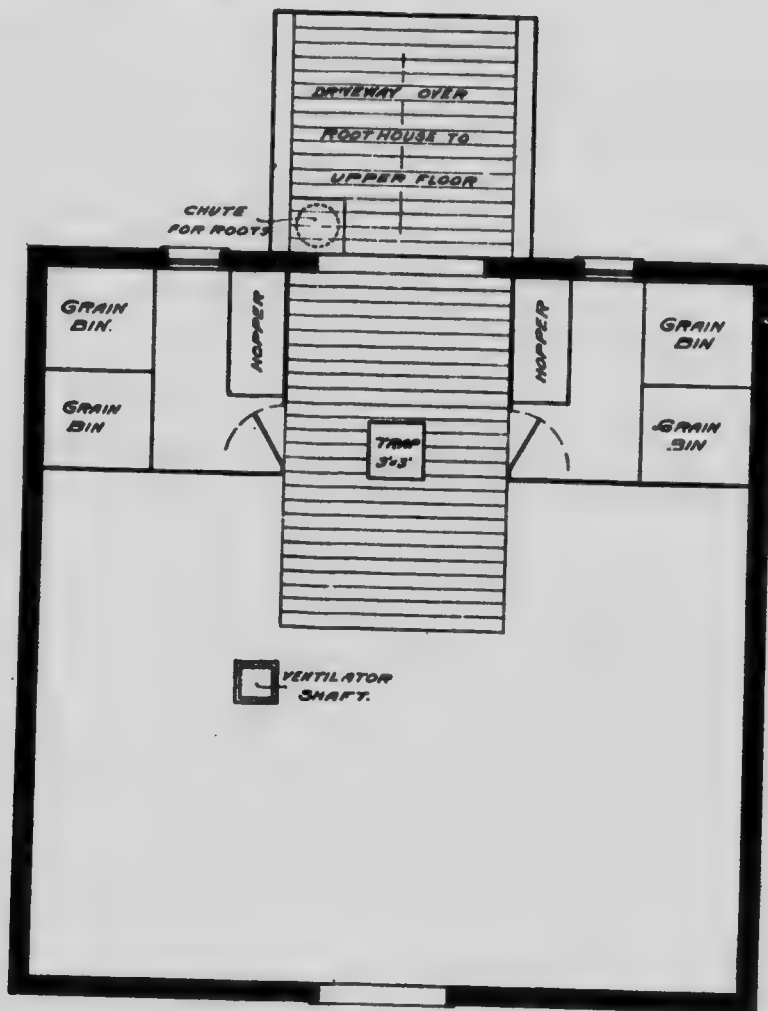 DRIVEWAY OVER
ROOT HOUSE TO
UPPER FLOOR
CHUTE
FOR ROOTS
GRAIN
BIN.
HOPPER
HOPPER
GRAIN
BIN
GRAIN
BIN
TRAP
3'×3'
GRAIN
BIN
VENTILATOR
SHAFT.